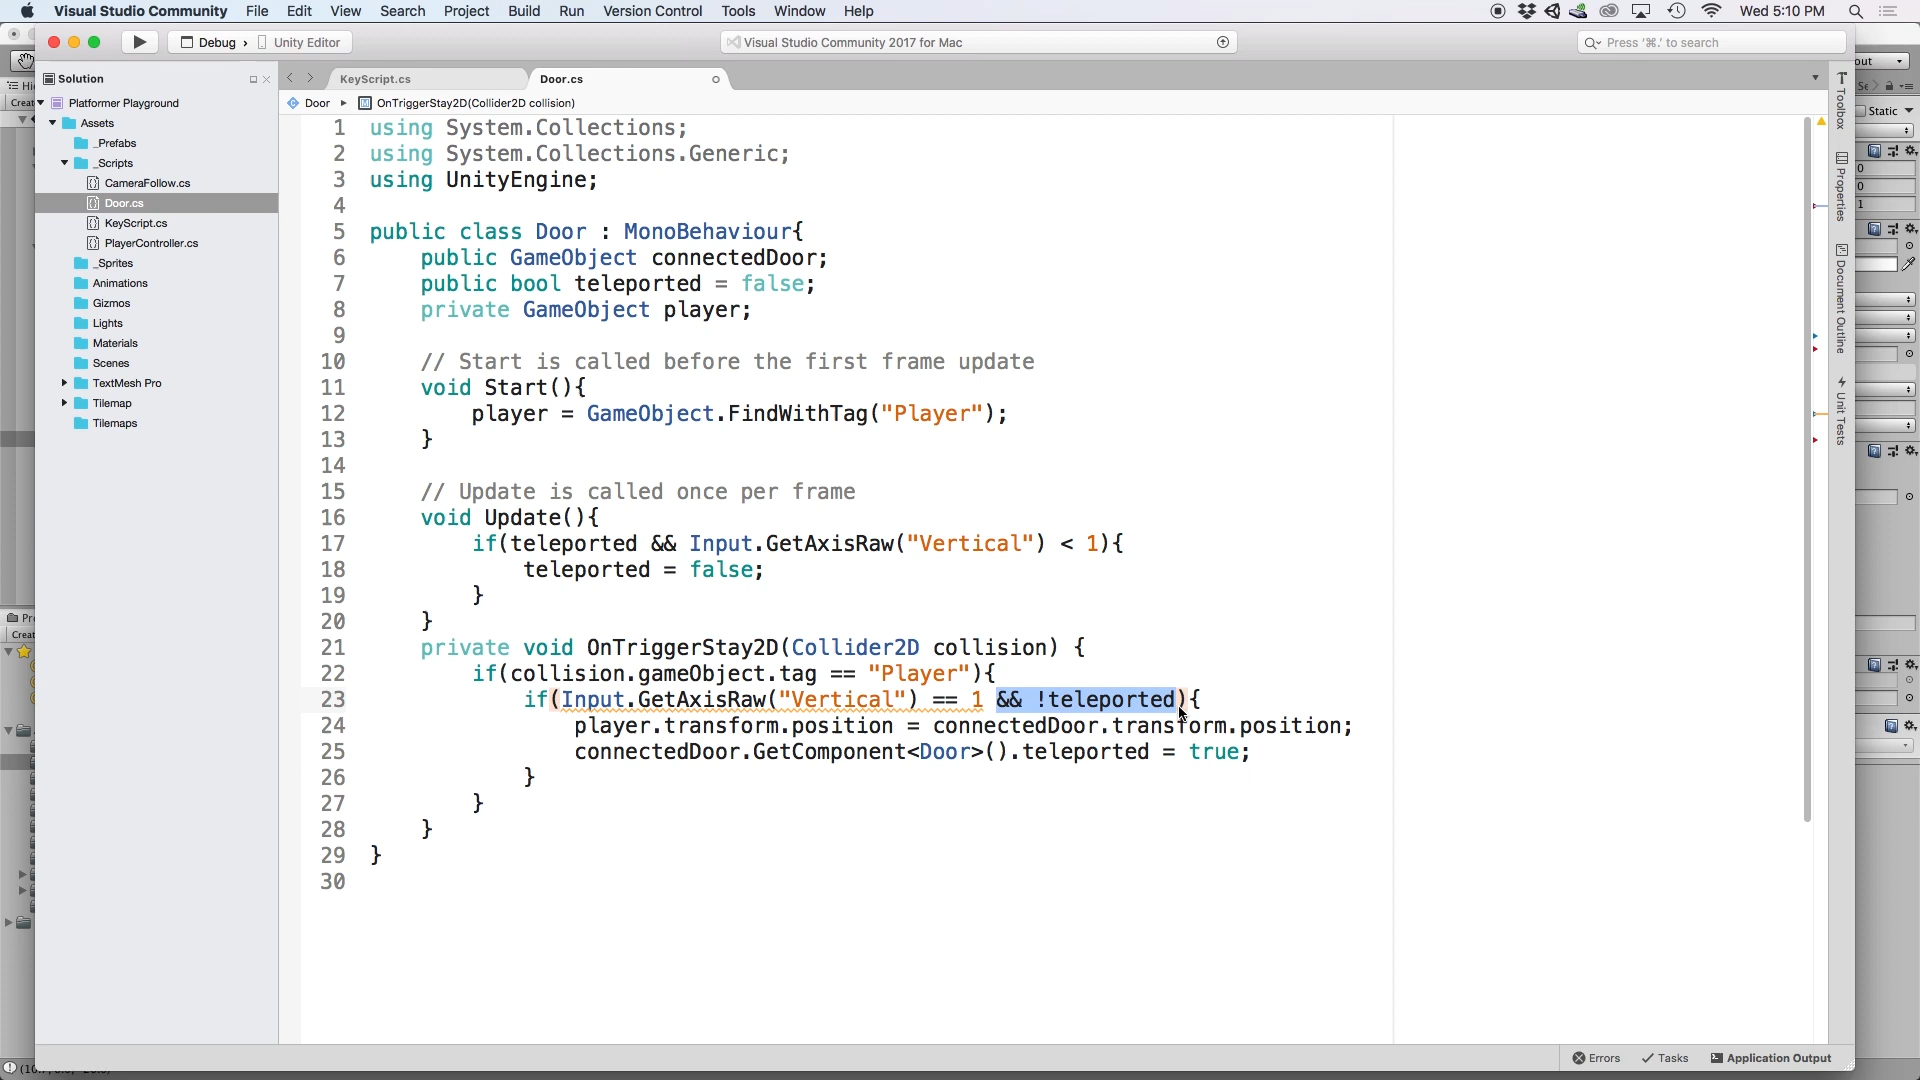 Visual Studio Community File Edit View Search Project Build Run Version Control Tools Window Help Wed 5:10 PM
Debug › Unity Editor Visual Studio Community 2017 for Mac Press '⌘.' to search
Solution
KeyScript.cs Door.cs
Door ▸ OnTriggerStay2D(Collider2D collision)
Platformer Playground
Assets
_Prefabs
_Scripts
CameraFollow.cs
Door.cs
KeyScript.cs
PlayerController.cs
_Sprites
Animations
Gizmos
Lights
Materials
Scenes
TextMesh Pro
Tilemap
Tilemaps
1 using System.Collections;
2 using System.Collections.Generic;
3 using UnityEngine;
4
5 public class Door : MonoBehaviour{
6 public GameObject connectedDoor;
7 public bool teleported = false;
8 private GameObject player;
9
10 // Start is called before the first frame update
11 void Start(){
12 player = GameObject.FindWithTag("Player");
13 }
14
15 // Update is called once per frame
16 void Update(){
17 if(teleported && Input.GetAxisRaw("Vertical") < 1){
18 teleported = false;
19 }
20 }
21 private void OnTriggerStay2D(Collider2D collision) {
22 if(collision.gameObject.tag == "Player"){
23 if(Input.GetAxisRaw("Vertical") == 1 && !teleported){
24 player.transform.position = connectedDoor.transform.position;
25 connectedDoor.GetComponent<Door>().teleported = true;
26 }
27 }
28 }
29 }
30
Toolbox
Properties
Document Outline
Unit Tests
Static
Errors Tasks Application Output